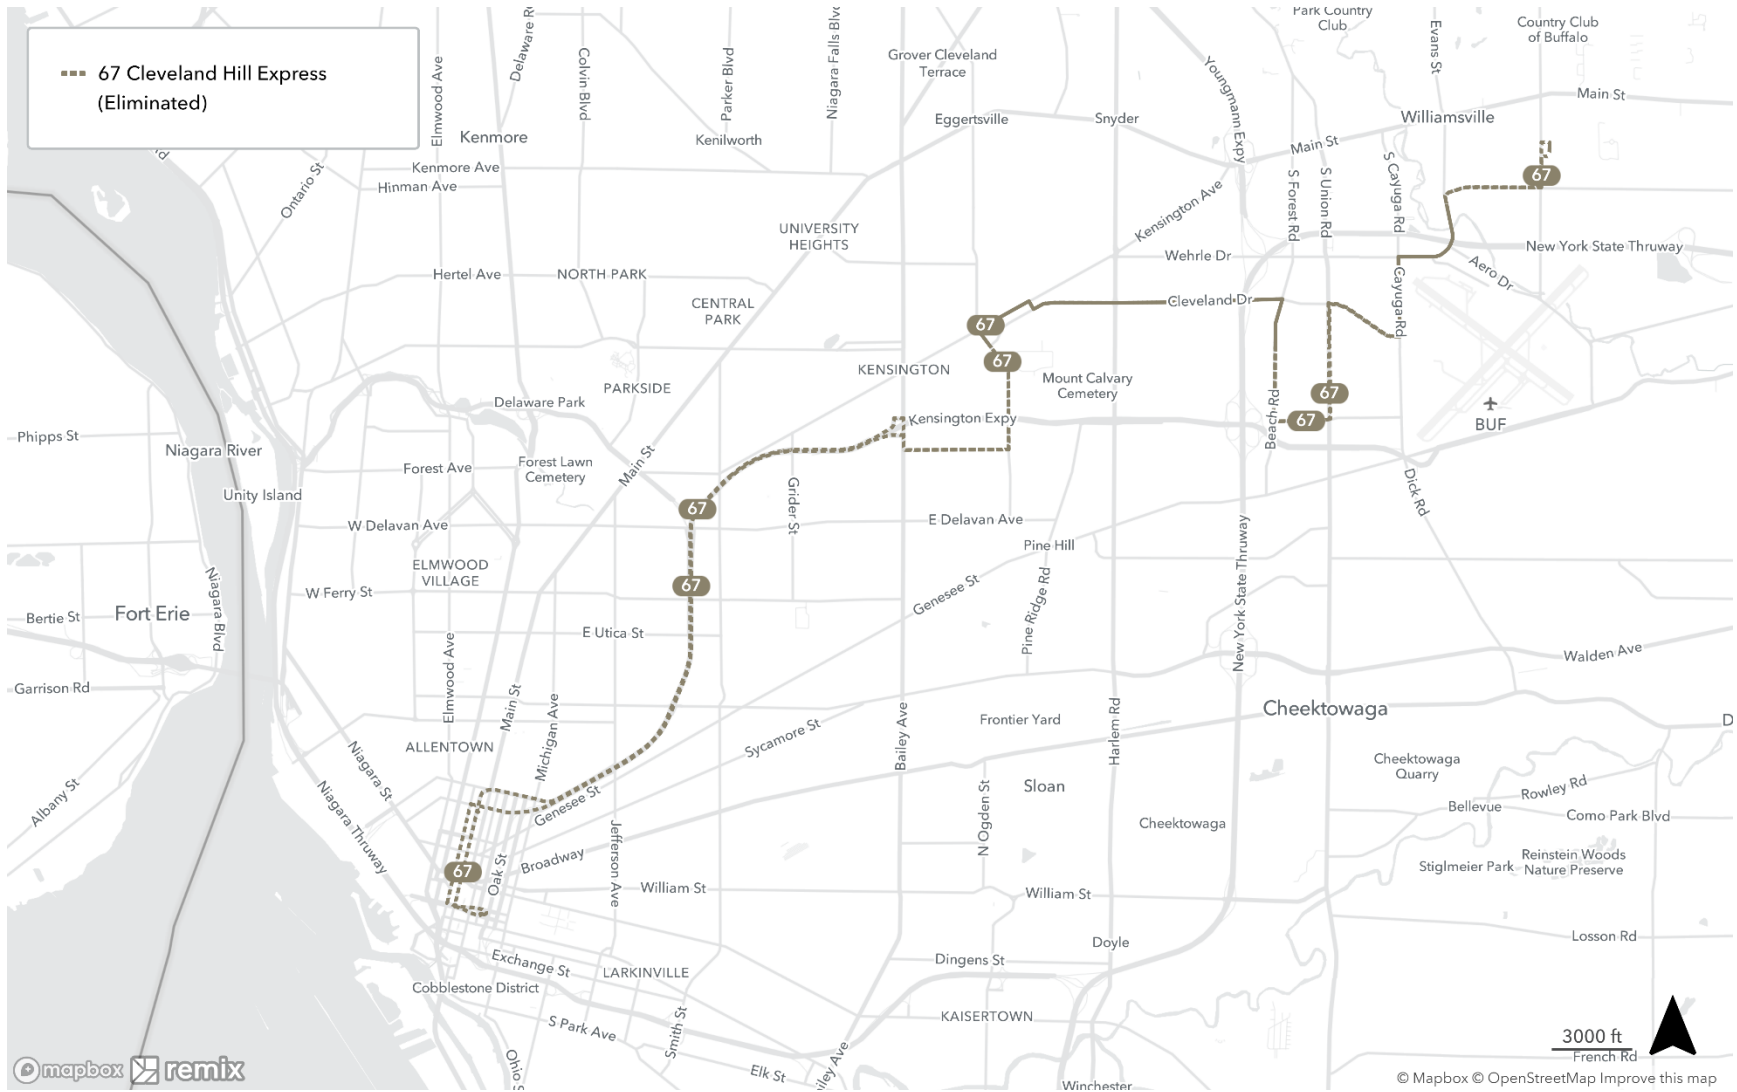 67 Cleveland Hill Express
(Eliminated)
Elmwood Ave
Delaware
Colvin Blvd
Parker Blvd
Niagara Falls Blvd
Grover Cleveland
Terrace
Park Country
Club
Evans St
Country Club
of Buffalo
Youngmann Expy
Main St
Williamsville
Kenmore
Kenilworth
Eggertsville
Snyder
Main St
Kenmore Ave
Hinman Ave
Ontario St
S Forest Rd
S Union Rd
S Cayuga Rd
67
Kensington Ave
UNIVERSITY
HEIGHTS
Wehrle Dr
New York State Thruway
Aero Dr
Hertel Ave
NORTH PARK
CENTRAL
PARK
Cleveland Dr
Cayuga Rd
67
67
KENSINGTON
Mount Calvary
Cemetery
PARKSIDE
Delaware Park
67
67
Beach Rd
BUF
Kensington Expy
Phipps St
Niagara River
Forest Ave
Forest Lawn
Cemetery
Main St
Unity Island
Grider St
Dick Rd
67
W Delavan Ave
E Delavan Ave
Pine Hill
New York State Thruway
ELMWOOD
VILLAGE
67
Niagara Blvd
W Ferry St
Genesee St
Pine Ridge Rd
Fort Erie
Bertie St
E Utica St
Walden Ave
Garrison Rd
Elmwood Ave
Main St
Michigan Ave
Cheektowaga
Frontier Yard
Harlem Rd
Bailey Ave
Sycamore St
ALLENTOWN
Niagara St
Cheektowaga
Quarry
Albany St
Niagara Thruway
Genesee St
Sloan
N Ogden St
Rowley Rd
Bellevue
Como Park Blvd
Cheektowaga
Jefferson Ave
Broadway
Oak St
67
Stiglmeier Park
Reinstein Woods
Nature Preserve
William St
William St
Doyle
Losson Rd
Exchange St
LARKINVILLE
Dingens St
Cobblestone District
S Park Ave
Smith St
KAISERTOWN
3000 ft
French Rd
Ohio S
Elk St
iley Ave
Winchester
mapbox remix
© Mapbox © OpenStreetMap Improve this map